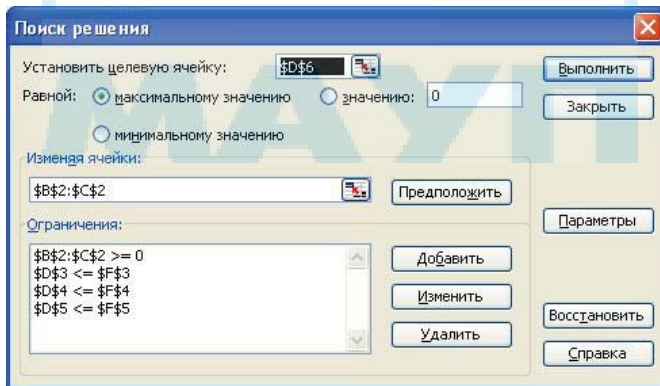 Поиск решения
Установить целевую ячейку: $D$6 Выполнить
Равной: максимальному значению значению: 0 Закрыть
минимальному значению
Изменяя ячейки:
$B$2:$C$2 Предположить
Ограничения: Параметры
$B$2:$C$2 >= 0 Добавить
$D$3 <= $F$3
$D$4 <= $F$4 Изменить
$D$5 <= $F$5 Восстановить
Удалить
Справка
МАУП